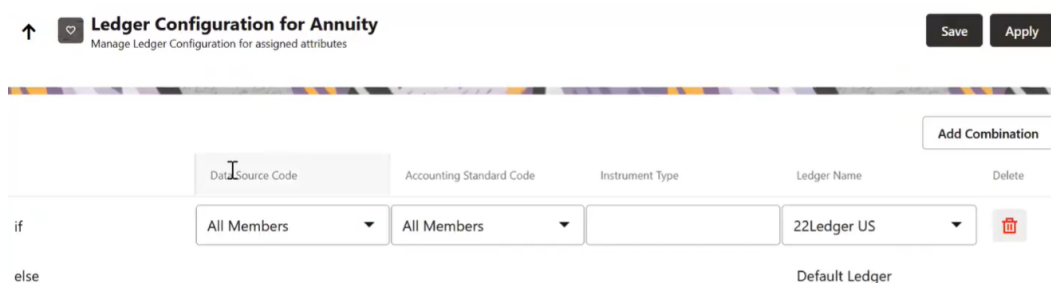 Ledger Configuration for Annuity
Manage Ledger Configuration for assigned attributes
Save
Apply
Add Combination
Data Source Code
Accounting Standard Code
Instrument Type
Ledger Name
Delete
if
All Members
All Members
22Ledger US
else
Default Ledger